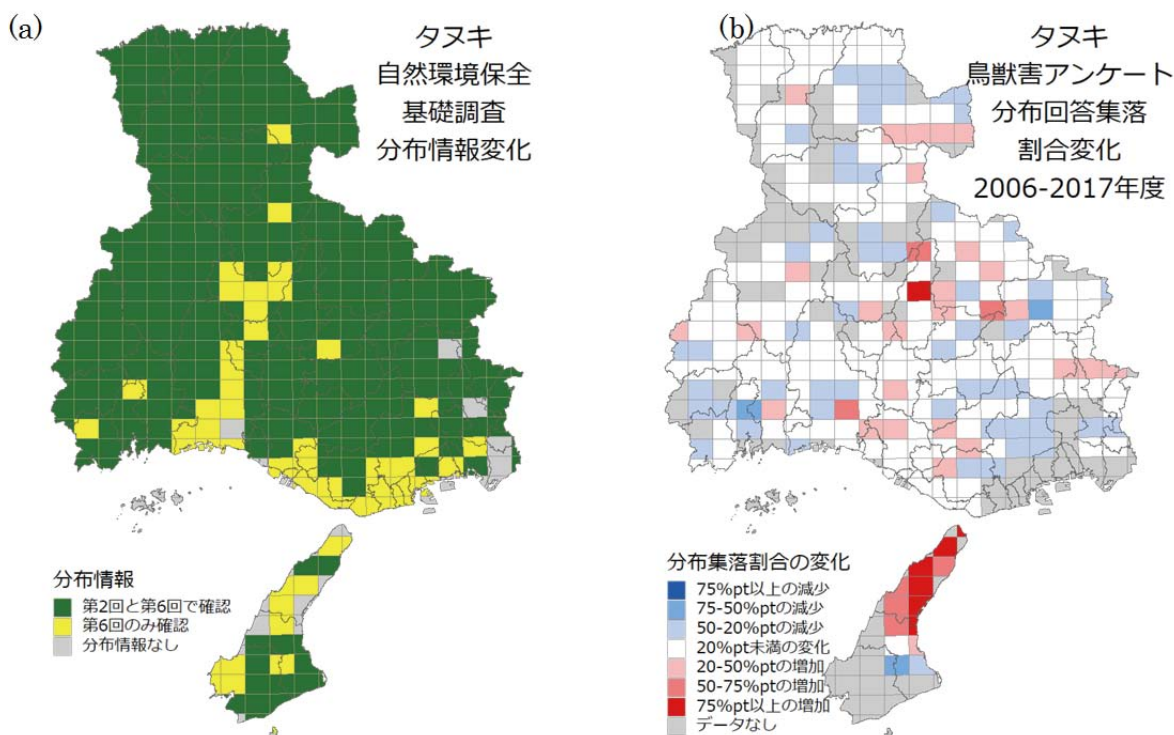 (a)
タヌキ
自然環境保全
基礎調査
分布情報変化
分布情報
第2回と第6回で確認
第6回のみ確認
分布情報なし
(b)
タヌキ
鳥獣害アンケート
分布回答集落
割合変化
2006-2017年度
分布集落割合の変化
75%pt以上の減少
75-50%ptの減少
50-20%ptの減少
20%pt未満の変化
20-50%ptの増加
50-75%ptの増加
75%pt以上の増加
データなし